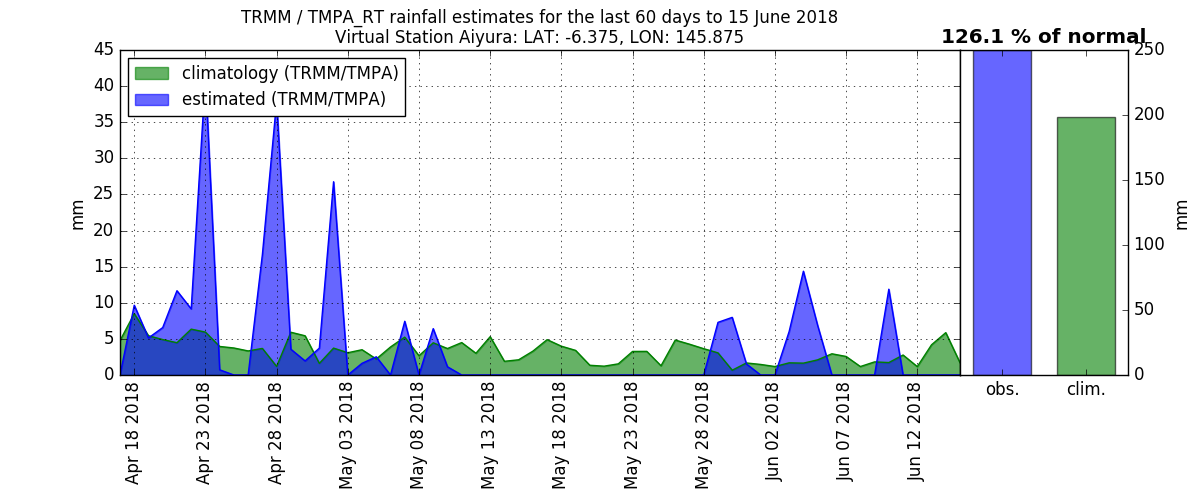 TRMM / TMPA_RT rainfall estimates for the last 60 days to 15 June 2018
Virtual Station Aiyura: LAT: -6.375, LON: 145.875
126.1 % of normal
climatology (TRMM/TMPA)
estimated (TRMM/TMPA)
mm
45
40
35
30
25
20
15
10
5
0
Apr 18 2018
Apr 23 2018
Apr 28 2018
May 03 2018
May 08 2018
May 13 2018
May 18 2018
May 23 2018
May 28 2018
Jun 02 2018
Jun 07 2018
Jun 12 2018
obs.
clim.
250
200
150
100
50
0
mm